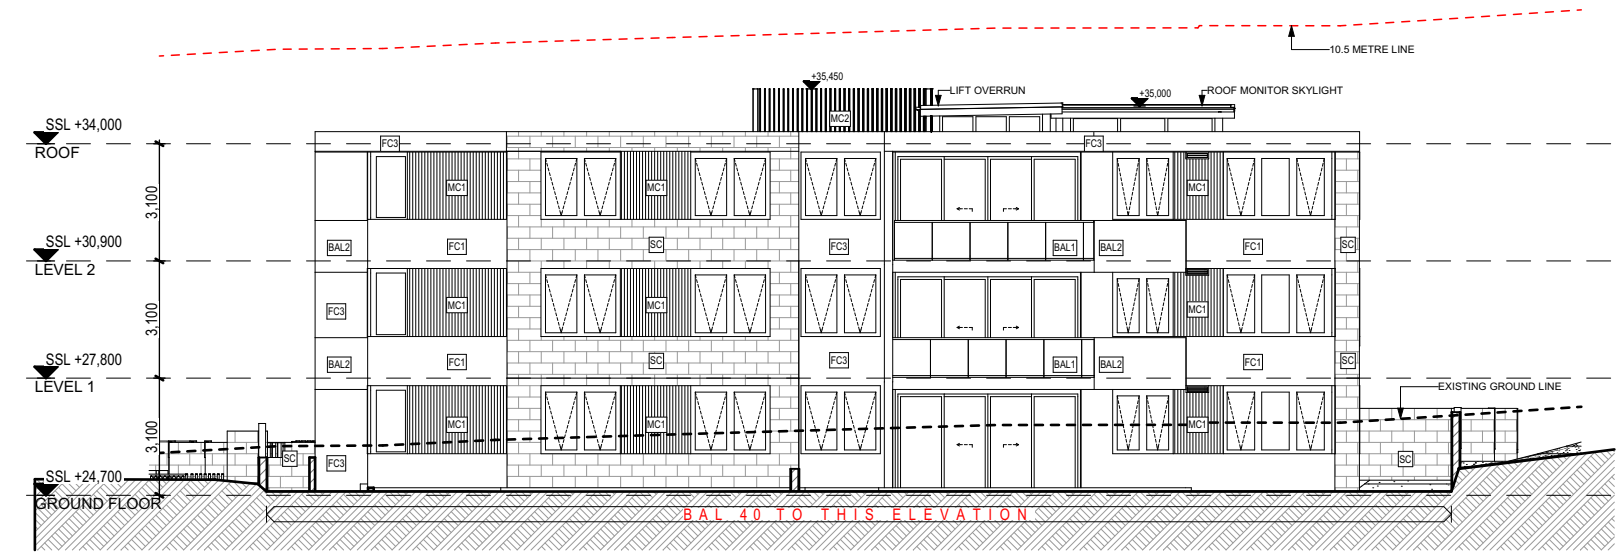 10.5 METRE LINE
+35,450
LIFT OVERRUN
+35,000
ROOF MONITOR SKYLIGHT
MC2
SSL +34,000
ROOF
FC3
FC3
MC1
MC1
MC1
3,100
SSL +30,900
LEVEL 2
BAL2
FC1
SC
FC3
BAL1
BAL2
FC1
SC
3,100
FC3
MC1
MC1
MC1
SSL +27,800
LEVEL 1
BAL2
FC1
SC
FC3
BAL1
BAL2
FC1
SC
EXISTING GROUND LINE
3,100
MC1
MC1
MC1
SC
FC3
SC
SSL +24,700
GROUND FLOOR
BAL 40 TO THIS ELEVATION